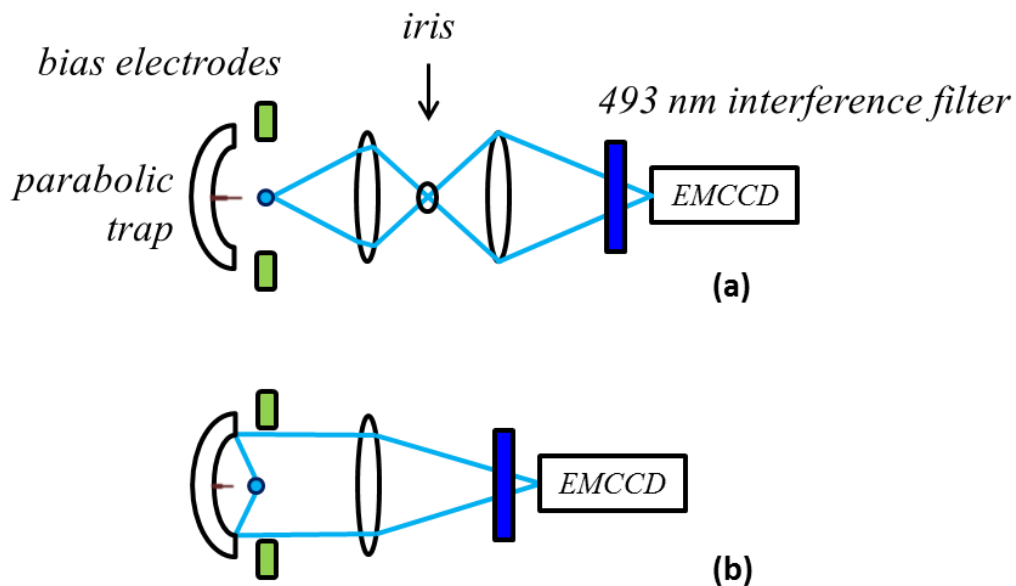 iris
bias electrodes
493 nm interference filter
parabolic
trap
EMCCD
(a)
EMCCD
(b)